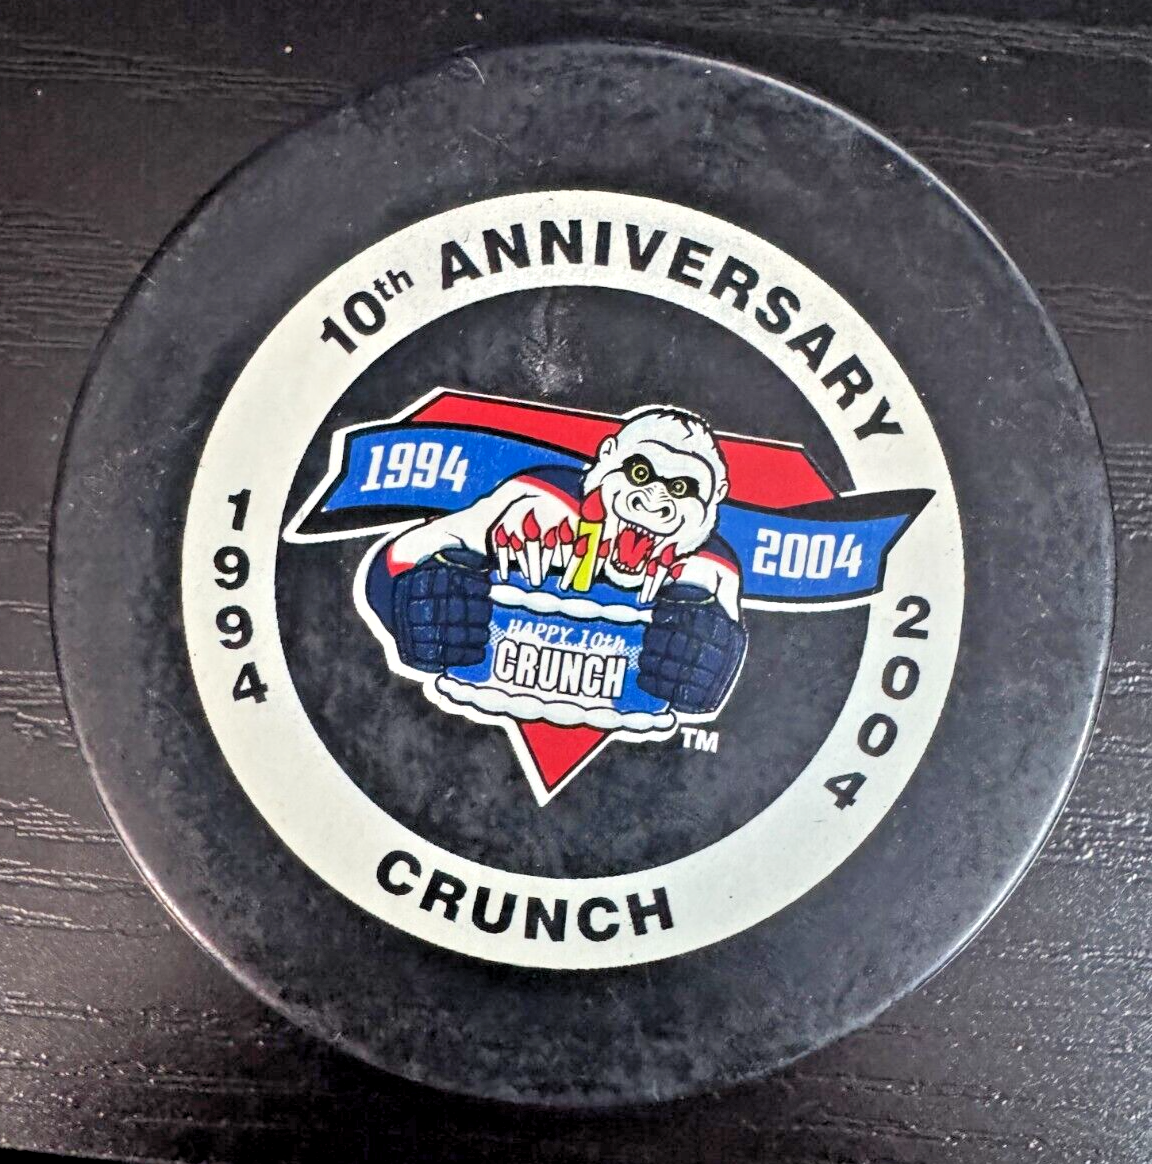 10th ANNIVERSARY
1994
2004
1994
2004
HAPPY 10th
CRUNCH
TM
CRUNCH